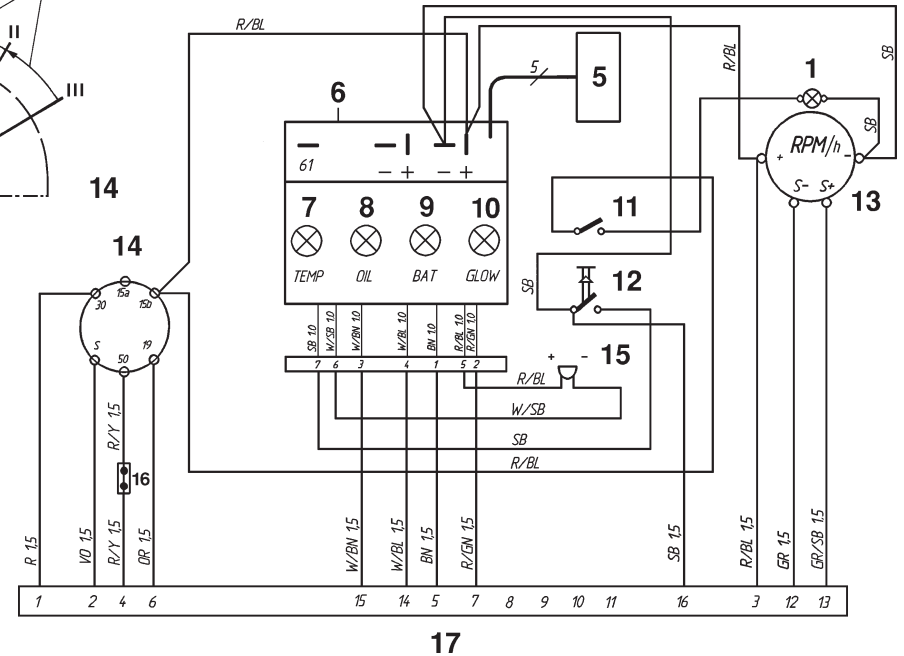 II
III
14
R/BL
6
5
5
R/BL
SB
1
SB
RPM/h
+ -
S- S+
13
61
- + - +
7 8 9 10
TEMP OIL BAT GLOW
11
12
SB
14
30 15a 15b
S 50 19
SB 1.0
W/SB 1.0
W/BN 1.0
W/BL 1.0
BN 1.0
R/BL 1.0
R/GN 1.0
7 6 3 4 1 5 2
+ - 15
R/BL
W/SB
SB
R/BL
R/Y 1,5
16
R 1,5
VO 1,5
R/Y 1,5
OR 1,5
W/BN 1,5
W/BL 1,5
BN 1,5
R/GN 1,5
SB 1,5
R/BL 1,5
GR 1,5
GR/SB 1,5
1 2 4 6 15 14 5 7 8 9 10 11 16 3 12 13
17